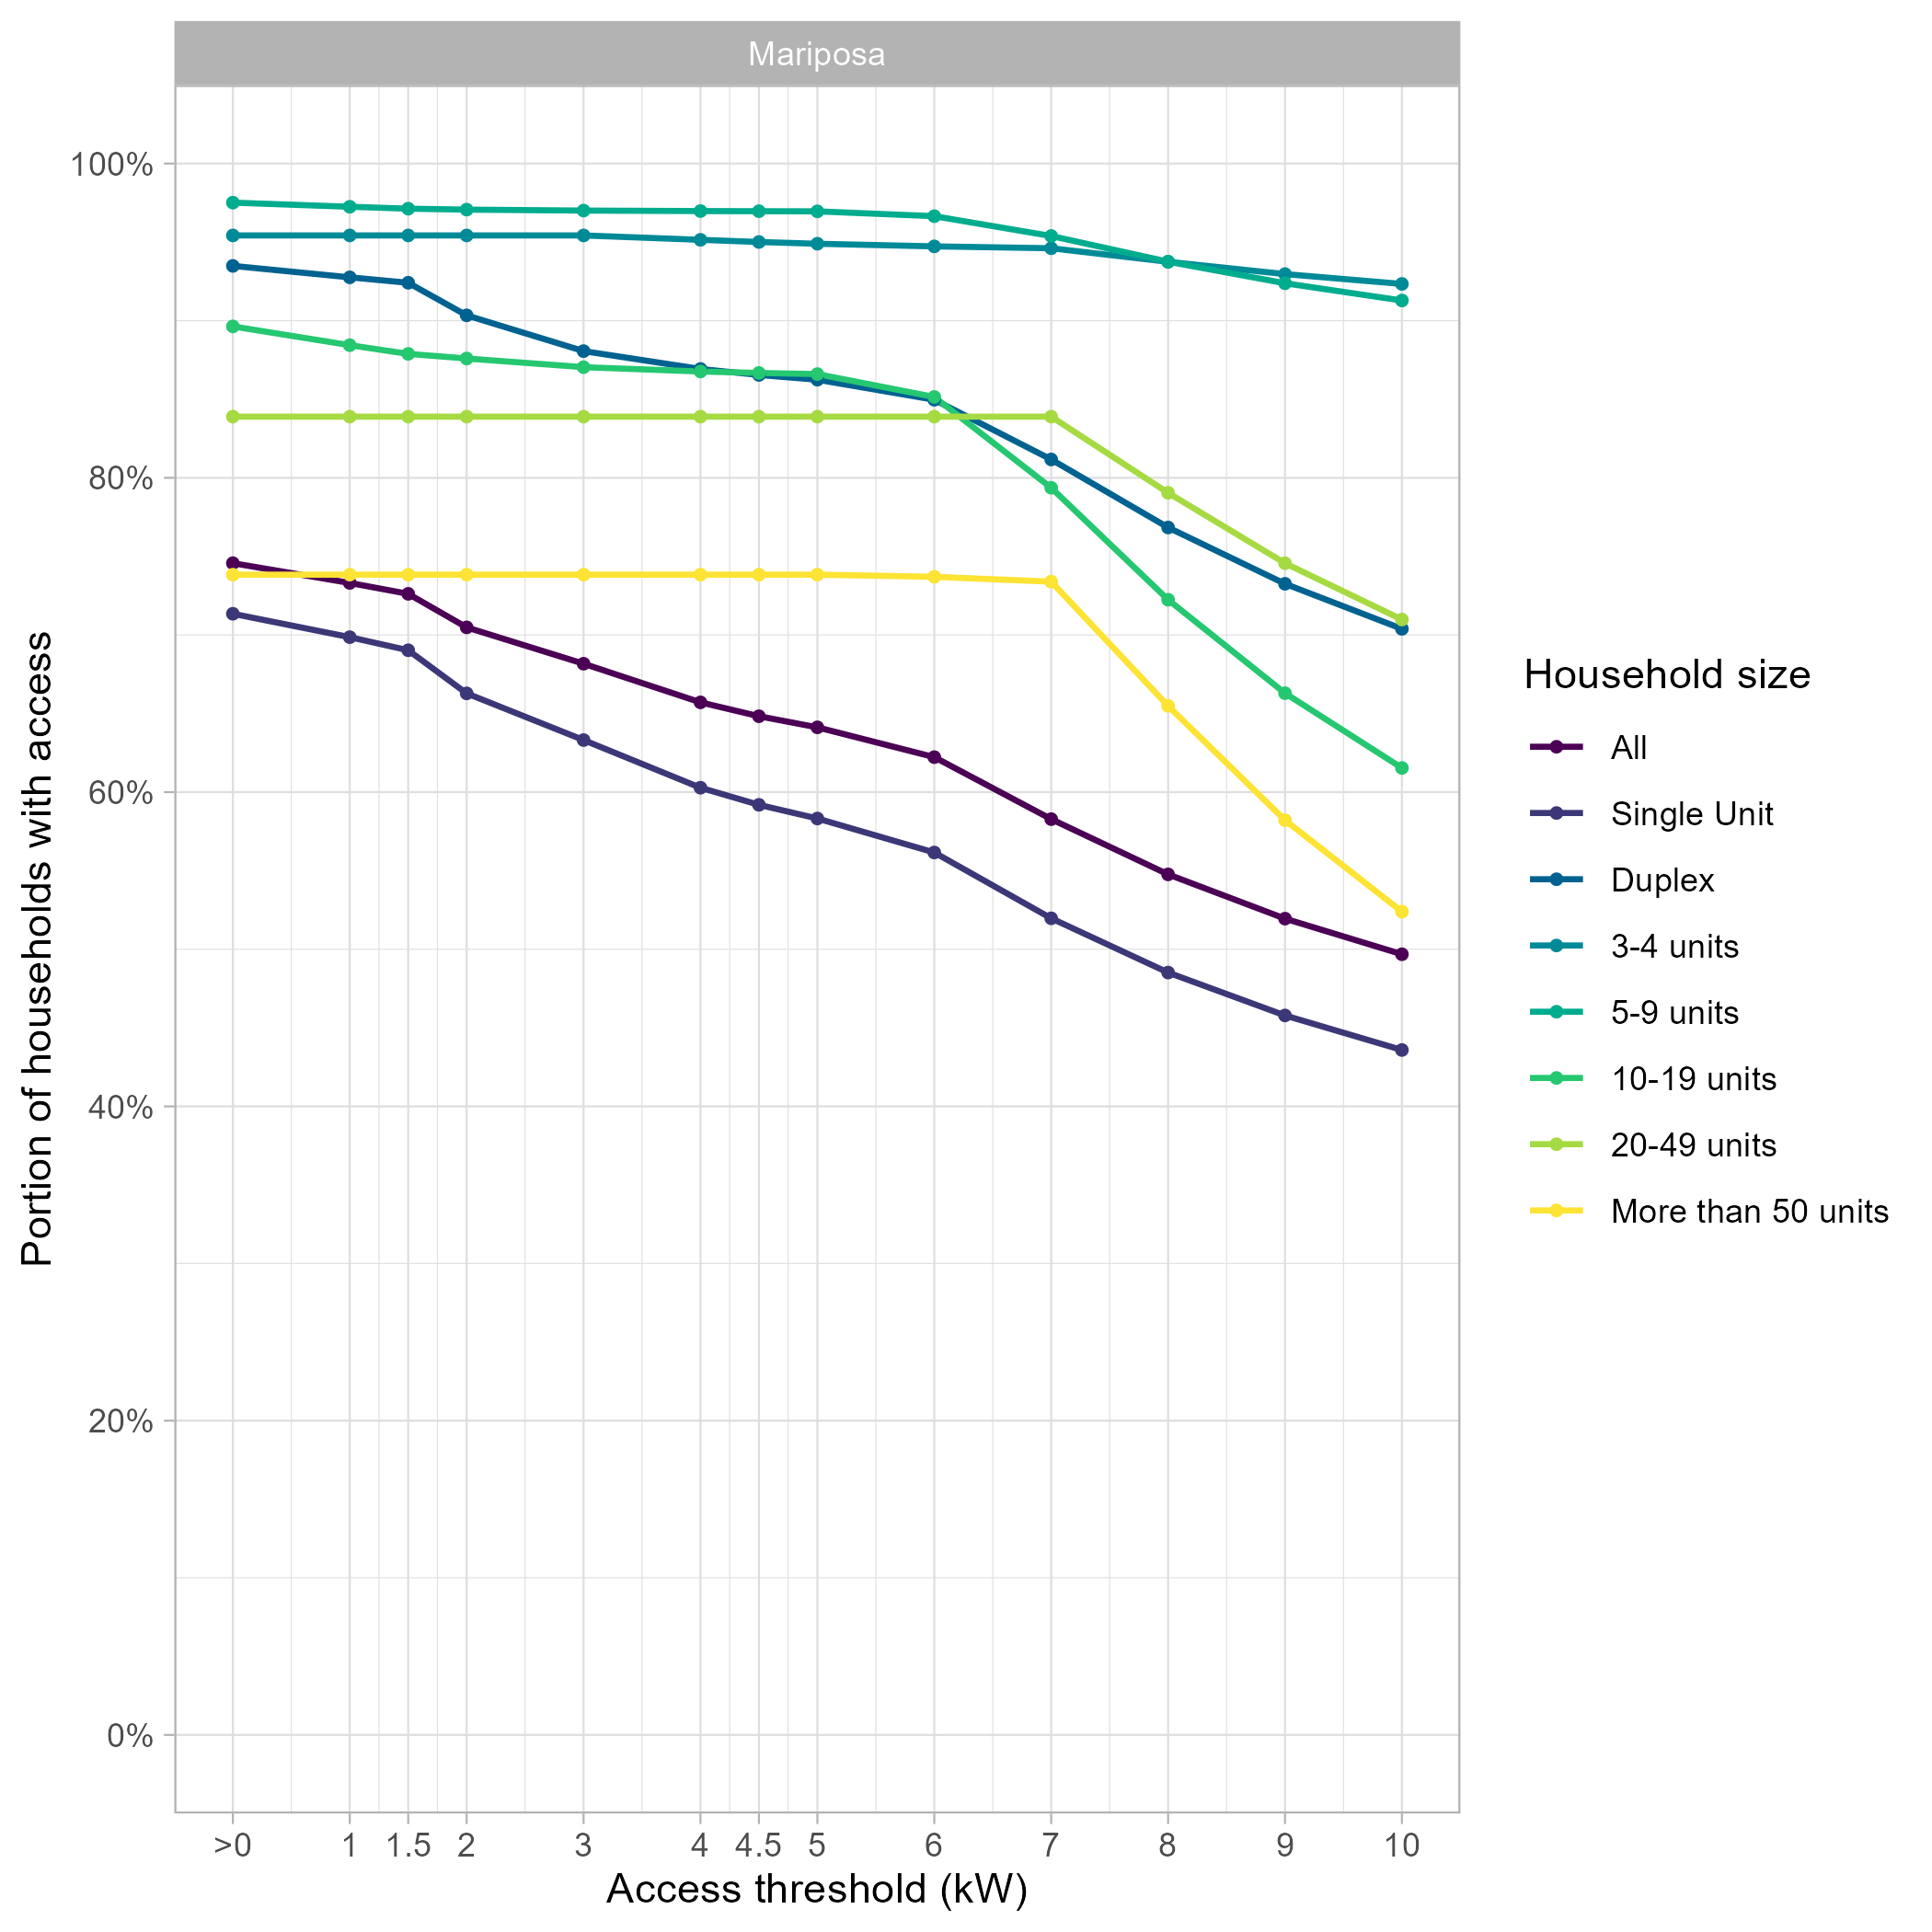 Mariposa
100%
80%
60%
40%
20%
0%
Portion of households with access
>0 1 1.5 2 3 4 4.5 5 6 7 8 9 10
Access threshold (kW)
Household size
All
Single Unit
Duplex
3-4 units
5-9 units
10-19 units
20-49 units
More than 50 units